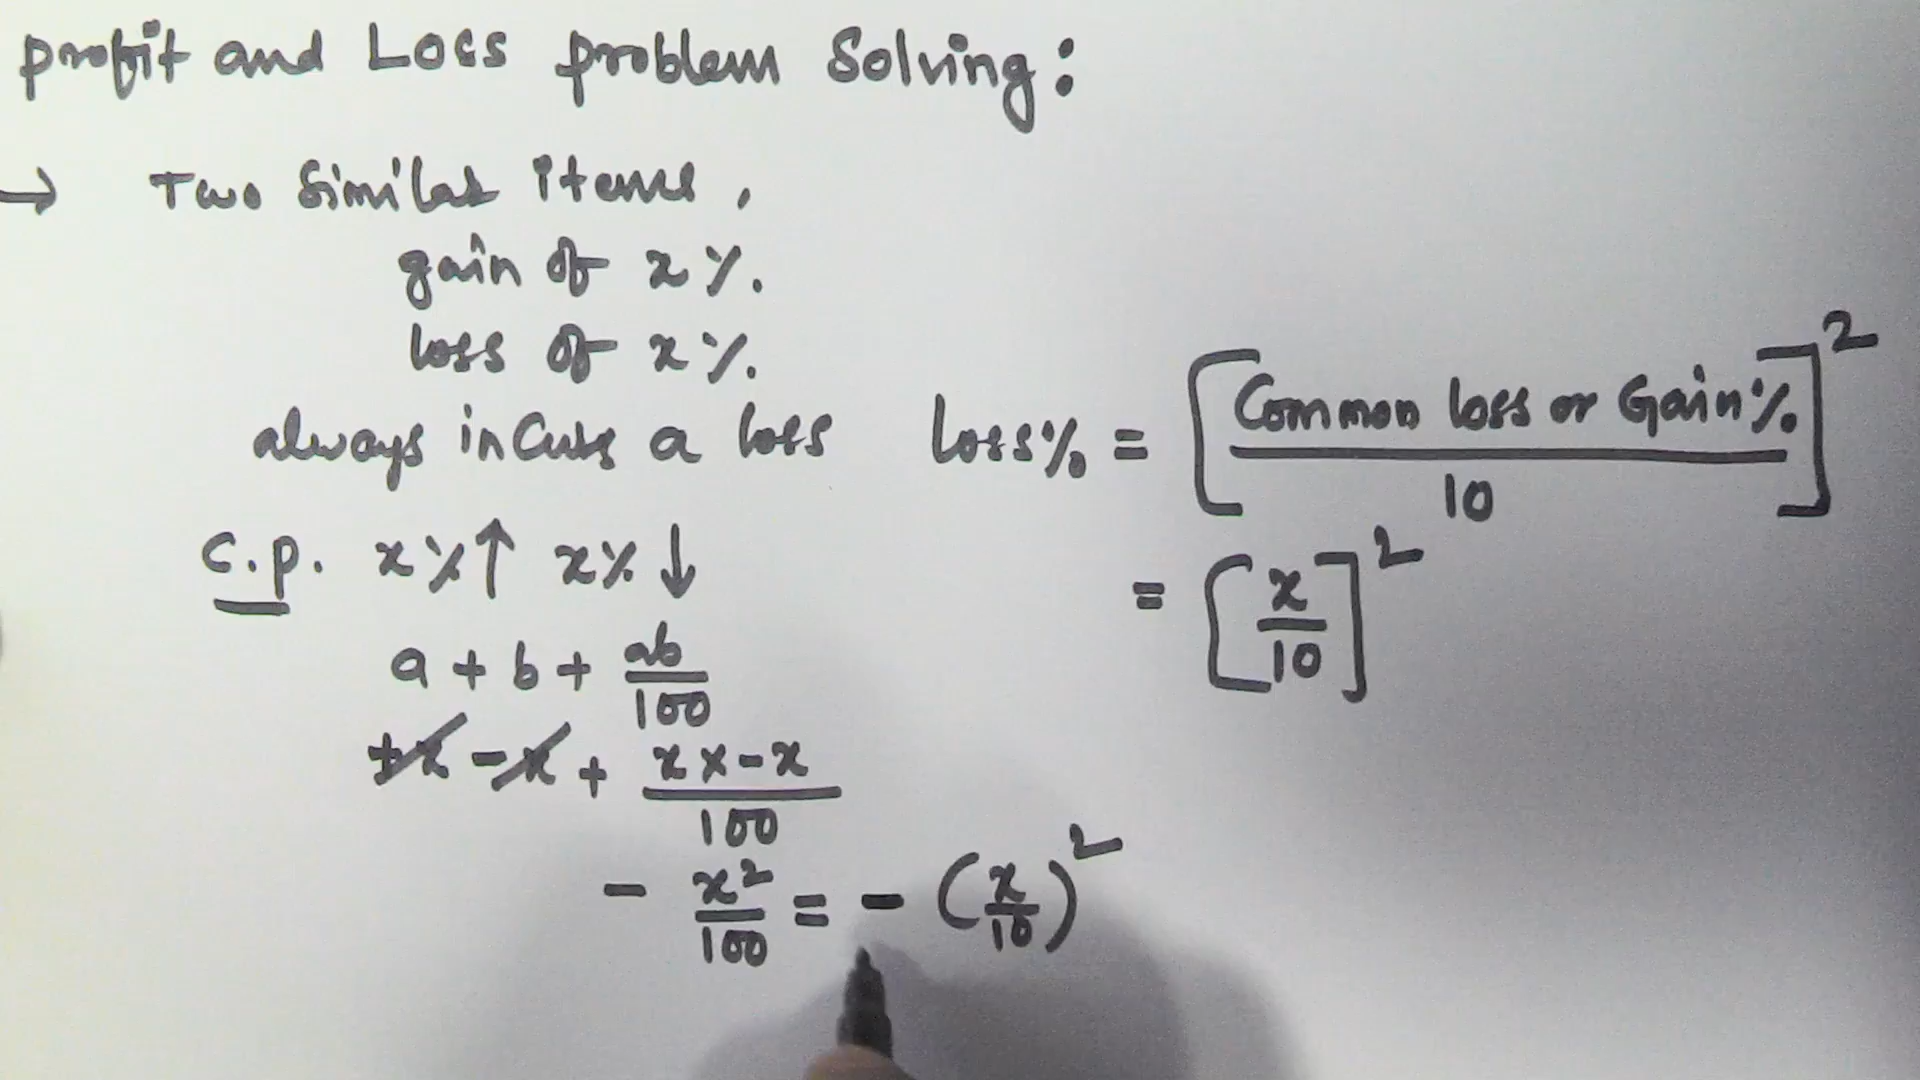 profit and Loss problem Solving:
→ Two Similar items,
gain of x%.
loss of x%.
always incurs a loss
Loss% = [Common loss or Gain% / 10]²
= [x/10]²
C.P. x%↑ x%↓
a + b + ab/100
+x - x + x x - x/100
- x²/100 = - (x/10)²